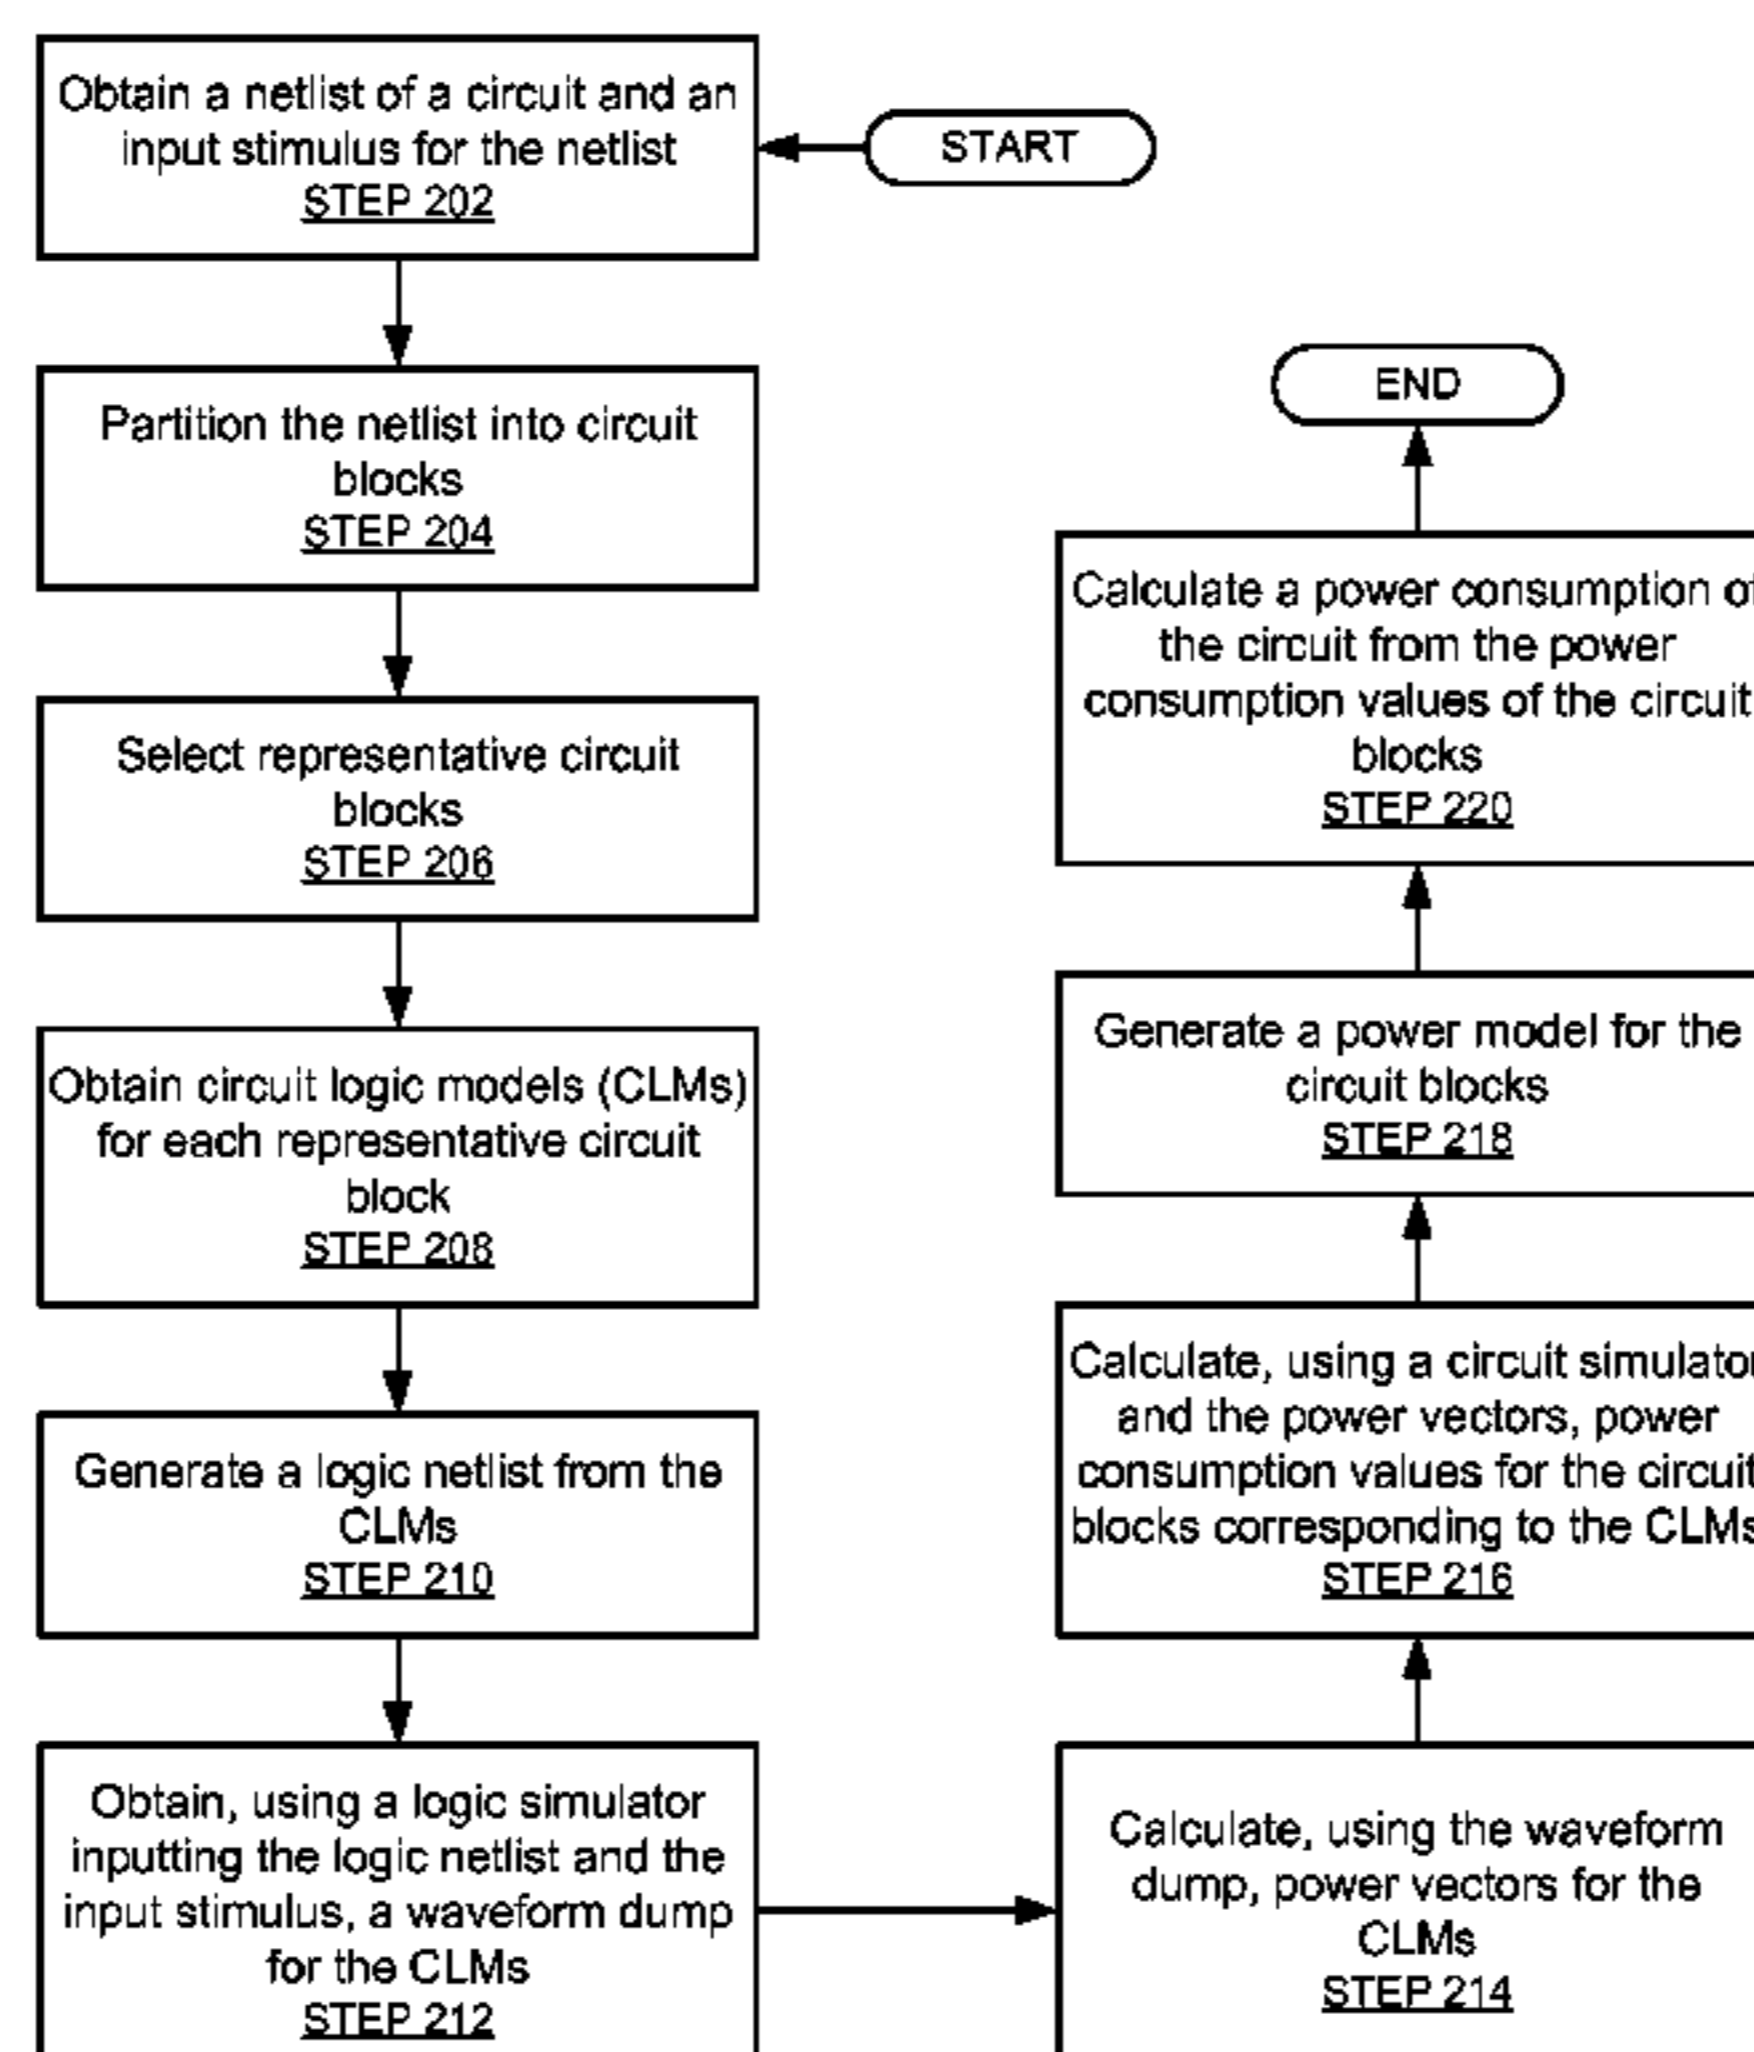 START
Obtain a netlist of a circuit and an
input stimulus for the netlist
STEP 202
Partition the netlist into circuit
blocks
STEP 204
Select representative circuit
blocks
STEP 206
Obtain circuit logic models (CLMs)
for each representative circuit
block
STEP 208
Generate a logic netlist from the
CLMs
STEP 210
Obtain, using a logic simulator
inputting the logic netlist and the
input stimulus, a waveform dump
for the CLMs
STEP 212
Calculate, using the waveform
dump, power vectors for the
CLMs
STEP 214
Calculate, using a circuit simulator
and the power vectors, power
consumption values for the circuit
blocks corresponding to the CLMs
STEP 216
Generate a power model for the
circuit blocks
STEP 218
Calculate a power consumption of
the circuit from the power
consumption values of the circuit
blocks
STEP 220
END